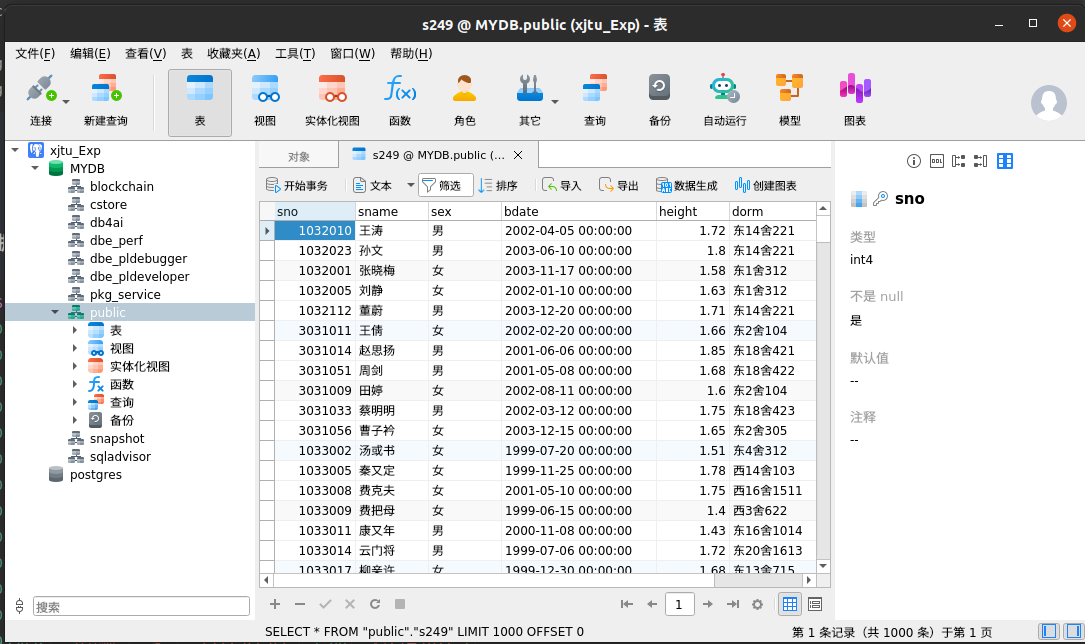 s249 @ MYDB.public (xjtu_Exp) - 表
文件(F) 编辑(E) 查看(V) 表 收藏夹(A) 工具(T) 窗口(W) 帮助(H)
连接 新建查询 表 视图 实体化视图 函数 角色 其它 查询 备份 自动运行 模型 图表
xjtu_Exp
MYDB
blockchain
cstore
db4ai
dbe_perf
dbe_pldebugger
dbe_pldeveloper
pkg_service
public
表
视图
实体化视图
函数
查询
备份
snapshot
sqladvisor
postgres
搜索
对象 s249 @ MYDB.public (...
开始事务 文本 筛选 排序 导入 导出 数据生成 创建图表
sno sname sex bdate height dorm
1032010 王涛 男 2002-04-05 00:00:00 1.72 东14舍221
1032023 孙文 男 2003-06-10 00:00:00 1.8 东14舍221
1032001 张晓梅 女 2003-11-17 00:00:00 1.58 东1舍312
1032005 刘静 女 2002-01-10 00:00:00 1.63 东1舍312
1032112 董蔚 男 2003-12-20 00:00:00 1.71 东14舍221
3031011 王倩 女 2002-02-20 00:00:00 1.66 东2舍104
3031014 赵思扬 男 2001-06-06 00:00:00 1.85 东18舍421
3031051 周剑 男 2001-05-08 00:00:00 1.68 东18舍422
3031009 田婷 女 2002-08-11 00:00:00 1.6 东2舍104
3031033 蔡明明 男 2002-03-12 00:00:00 1.75 东18舍423
3031056 曹子衿 女 2003-12-15 00:00:00 1.65 东2舍305
1033002 汤或书 女 1999-07-20 00:00:00 1.51 东4舍312
1033005 秦又定 女 1999-11-25 00:00:00 1.78 西14舍103
1033008 费克夫 女 2001-05-10 00:00:00 1.75 西16舍1511
1033009 费把母 女 1999-06-15 00:00:00 1.4 西3舍622
1033011 康又年 男 2000-11-08 00:00:00 1.43 东16舍1014
1033014 云门将 男 1999-07-06 00:00:00 1.72 东20舍1613
1033017 柳亲许 女 1999-12-30 00:00:00 1.68 东13舍715
1
SELECT * FROM "public"."s249" LIMIT 1000 OFFSET 0
第 1 条记录（共 1000 条）于第 1 页
DDL
sno
类型
int4
不是 null
是
默认值
--
注释
--